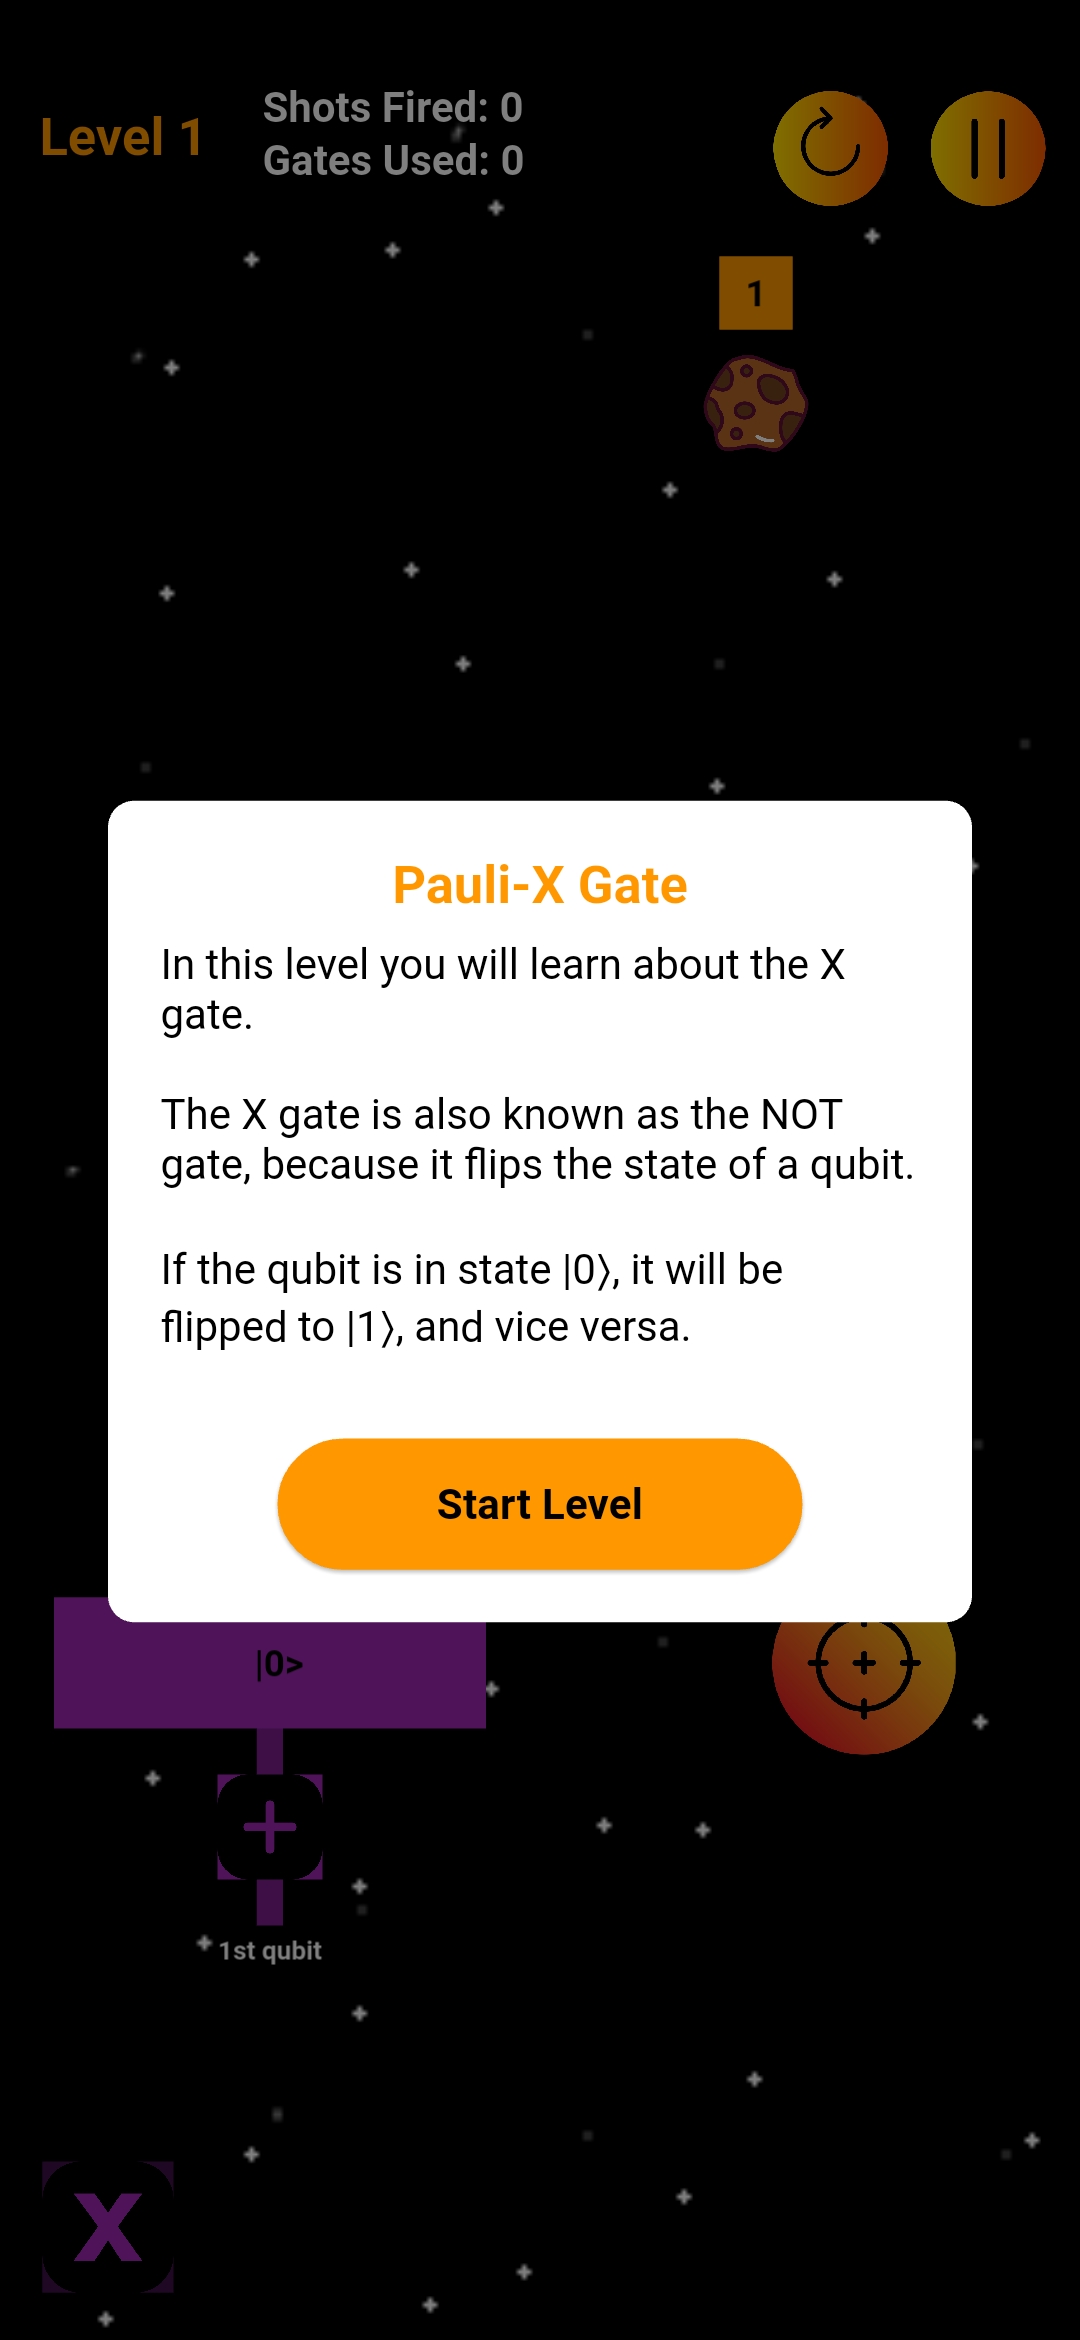 Level 1
Shots Fired: 0
Gates Used: 0
1
Pauli-X Gate
In this level you will learn about the X
gate.
The X gate is also known as the NOT
gate, because it flips the state of a qubit.
If the qubit is in state |0⟩, it will be
flipped to |1⟩, and vice versa.
Start Level
|0>
1st qubit
X